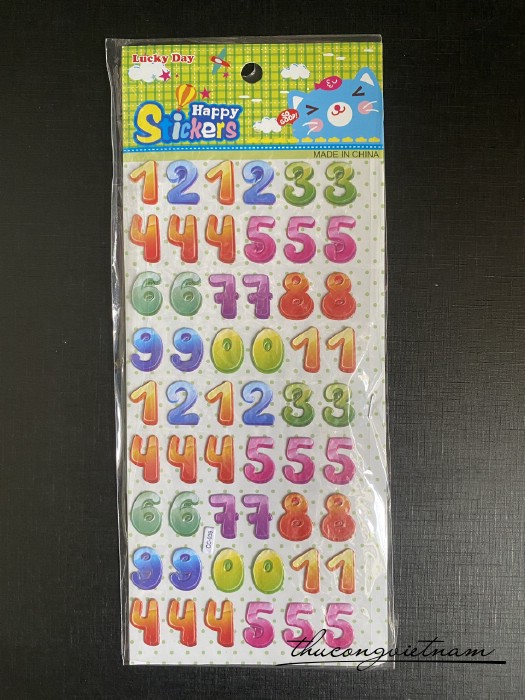 Lucky Day
Happy
Stickers
SO GOOD!
MADE IN CHINA
1 2 1 2 3 3
4 4 4 5 5 5
6 6 7 7 8 8
9 9 0 0 1 1
1 2 1 2 3 3
4 4 4 5 5 5
6 6 7 7 8 8
9 9 0 0 1 1
4 4 4 5 5 5
thucongvietnam